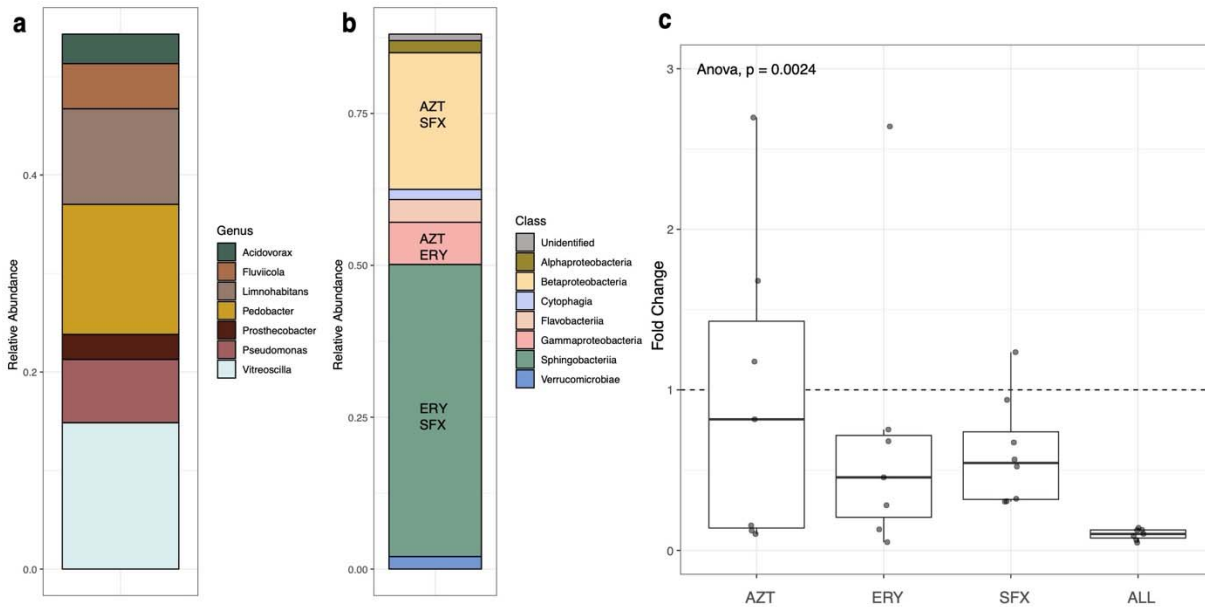 a
Relative Abundance
0.4
0.2
0.0
Genus
Acidovorax
Fluviicola
Limnohabitans
Pedobacter
Prosthecobacter
Pseudomonas
Vitreoscilla
b
Relative Abundance
0.75
0.50
0.25
0.00
AZT
SFX
AZT
ERY
ERY
SFX
Class
Unidentified
Alphaproteobacteria
Betaproteobacteria
Cytophagia
Flavobacteriia
Gammaproteobacteria
Sphingobacteriia
Verrucomicrobiae
c
Anova, p = 0.0024
Fold Change
3
2
1
0
AZT ERY SFX ALL